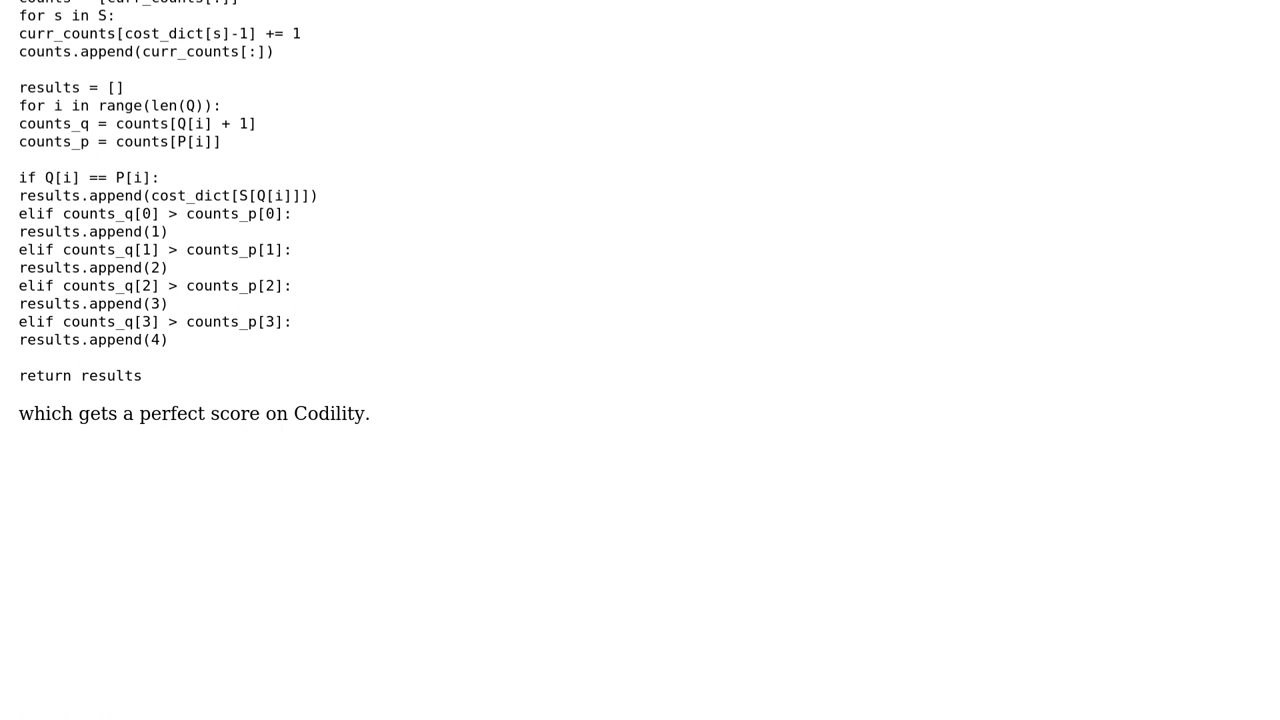 counts = [curr_counts[:]]
for s in S:
curr_counts[cost_dict[s]-1] += 1
counts.append(curr_counts[:])

results = []
for i in range(len(Q)):
counts_q = counts[Q[i] + 1]
counts_p = counts[P[i]]

if Q[i] == P[i]:
results.append(cost_dict[S[Q[i]]])
elif counts_q[0] > counts_p[0]:
results.append(1)
elif counts_q[1] > counts_p[1]:
results.append(2)
elif counts_q[2] > counts_p[2]:
results.append(3)
elif counts_q[3] > counts_p[3]:
results.append(4)

return results
which gets a perfect score on Codility.